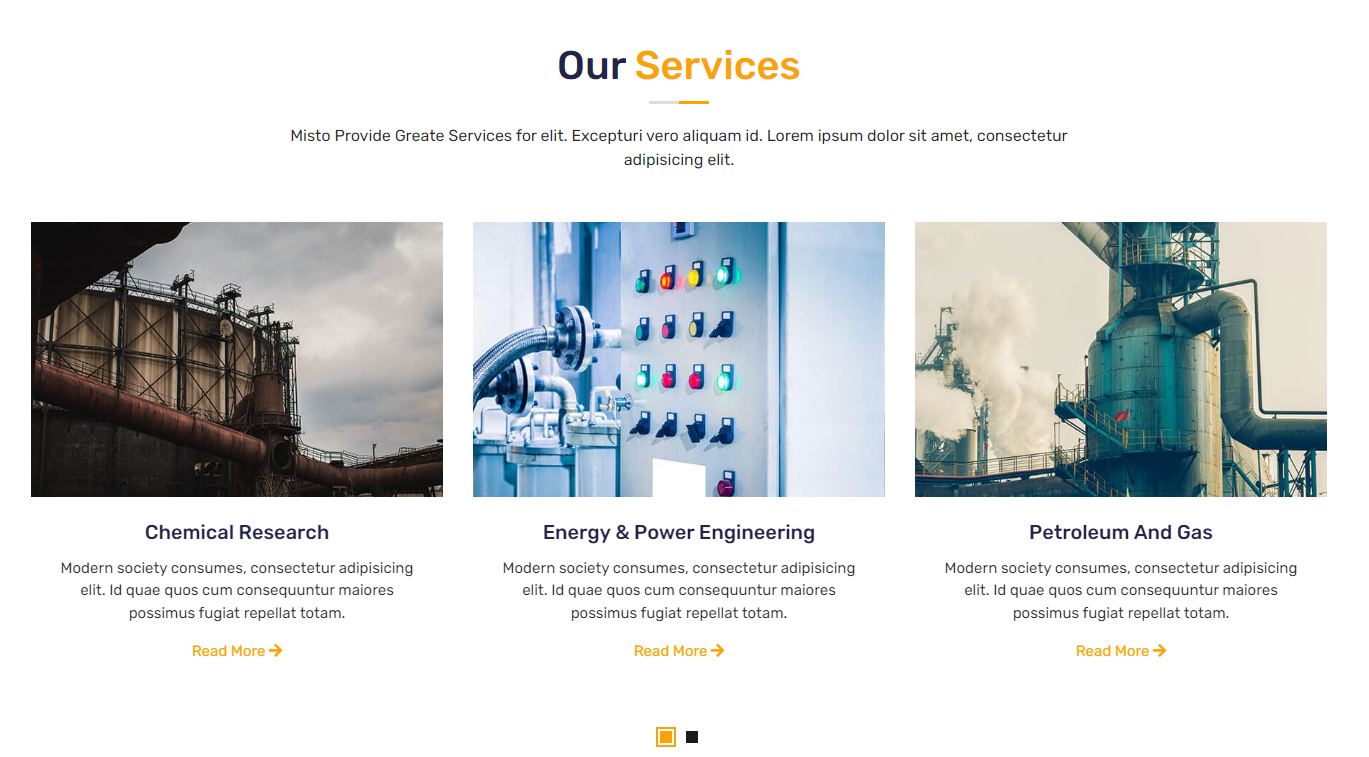 Our Services
Misto Provide Greate Services for elit. Excepturi vero aliquam id. Lorem ipsum dolor sit amet, consectetur
adipisicing elit.
Chemical Research
Modern society consumes, consectetur adipisicing
elit. Id quae quos cum consequuntur maiores
possimus fugiat repellat totam.
Read More
Energy & Power Engineering
Modern society consumes, consectetur adipisicing
elit. Id quae quos cum consequuntur maiores
possimus fugiat repellat totam.
Read More
Petroleum And Gas
Modern society consumes, consectetur adipisicing
elit. Id quae quos cum consequuntur maiores
possimus fugiat repellat totam.
Read More